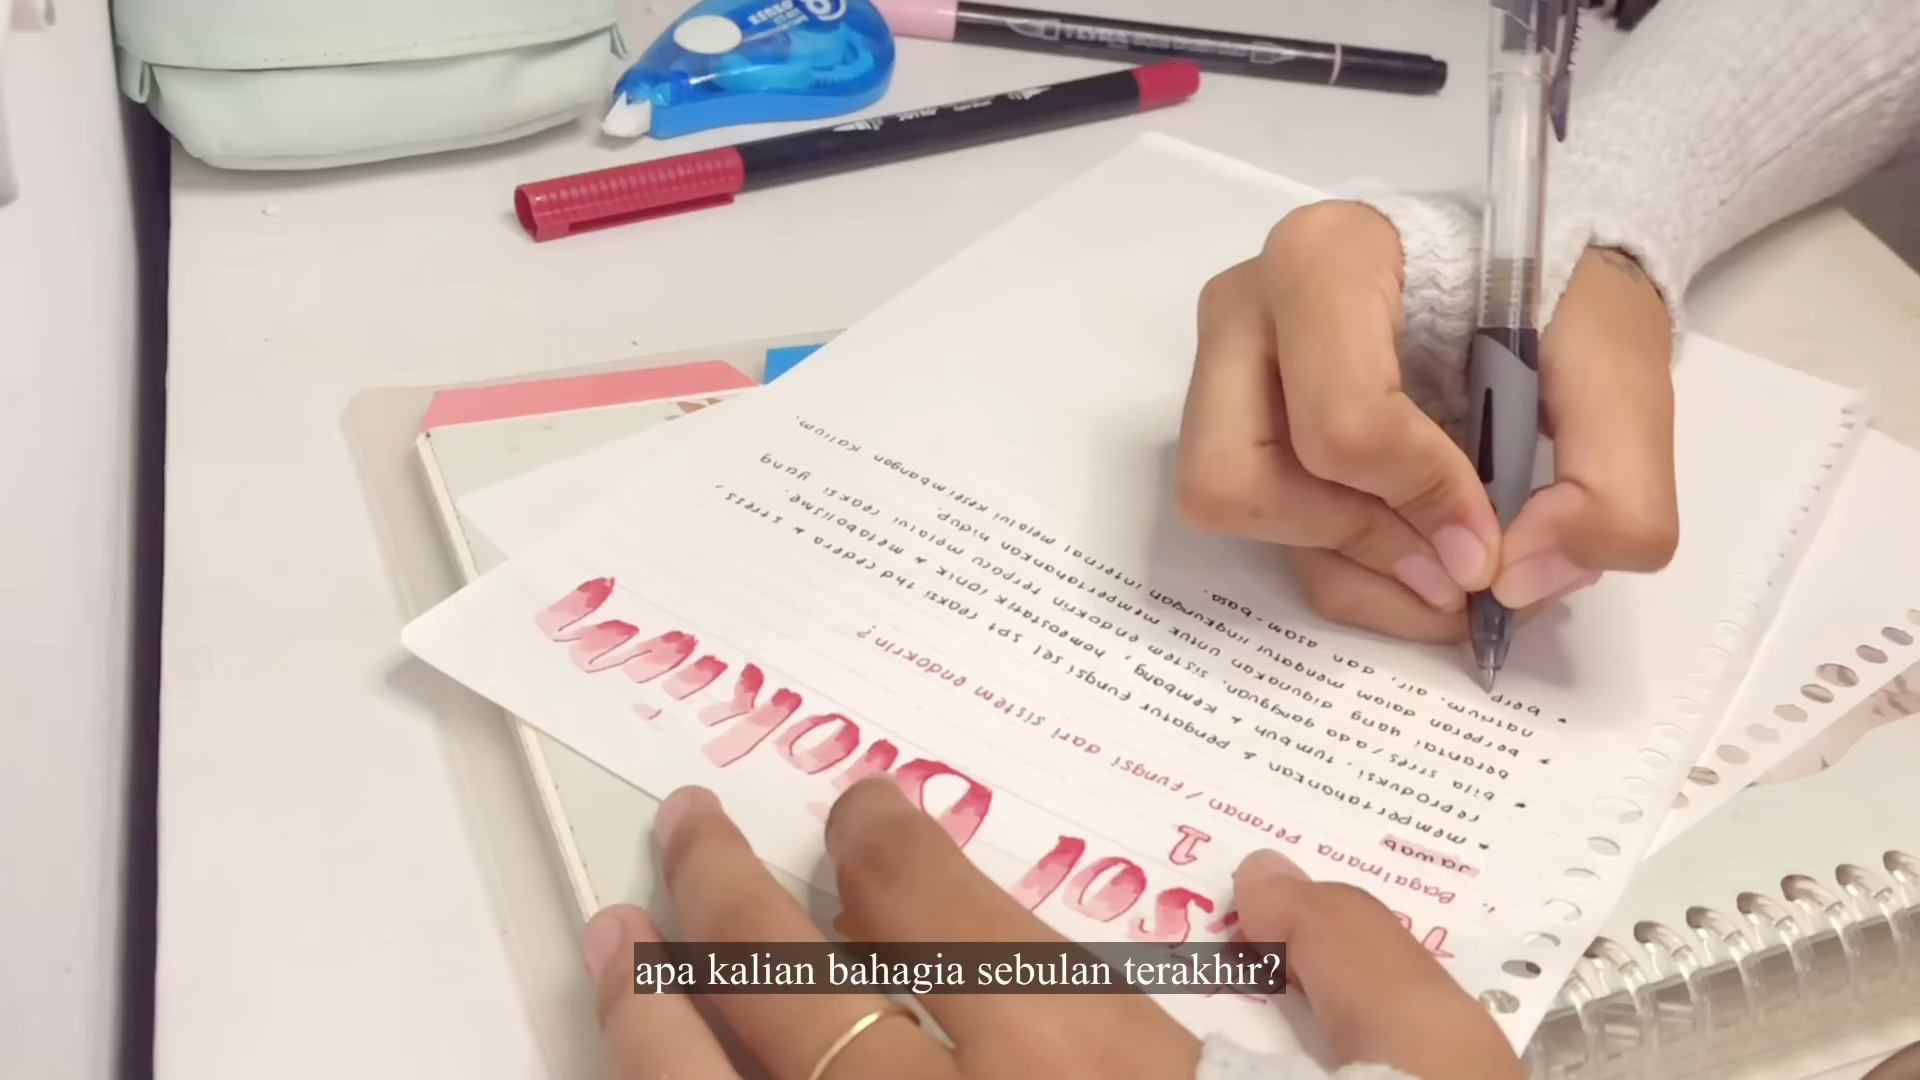 Endokrin
1
1. Bagaimana peranan / fungsi dari sistem endokrin?
Jawab
* mempertahankan & pengatur fungsi sel spt reaksi thd cedera & stress,
reproduksi, tumbuh & kembang, homeostatik ionik & metabolisme.
* bila stres / ada gangguan, sistem endokrin terpacu melalui reaksi yang
berantai yang digunakan untuk mempertahankan hidup.
* berperan dalam mengatur lingkungan internal melalui keseimbangan kalium,
natrium, air, dan asam-basa.
* berp
apa kalian bahagia sebulan terakhir?